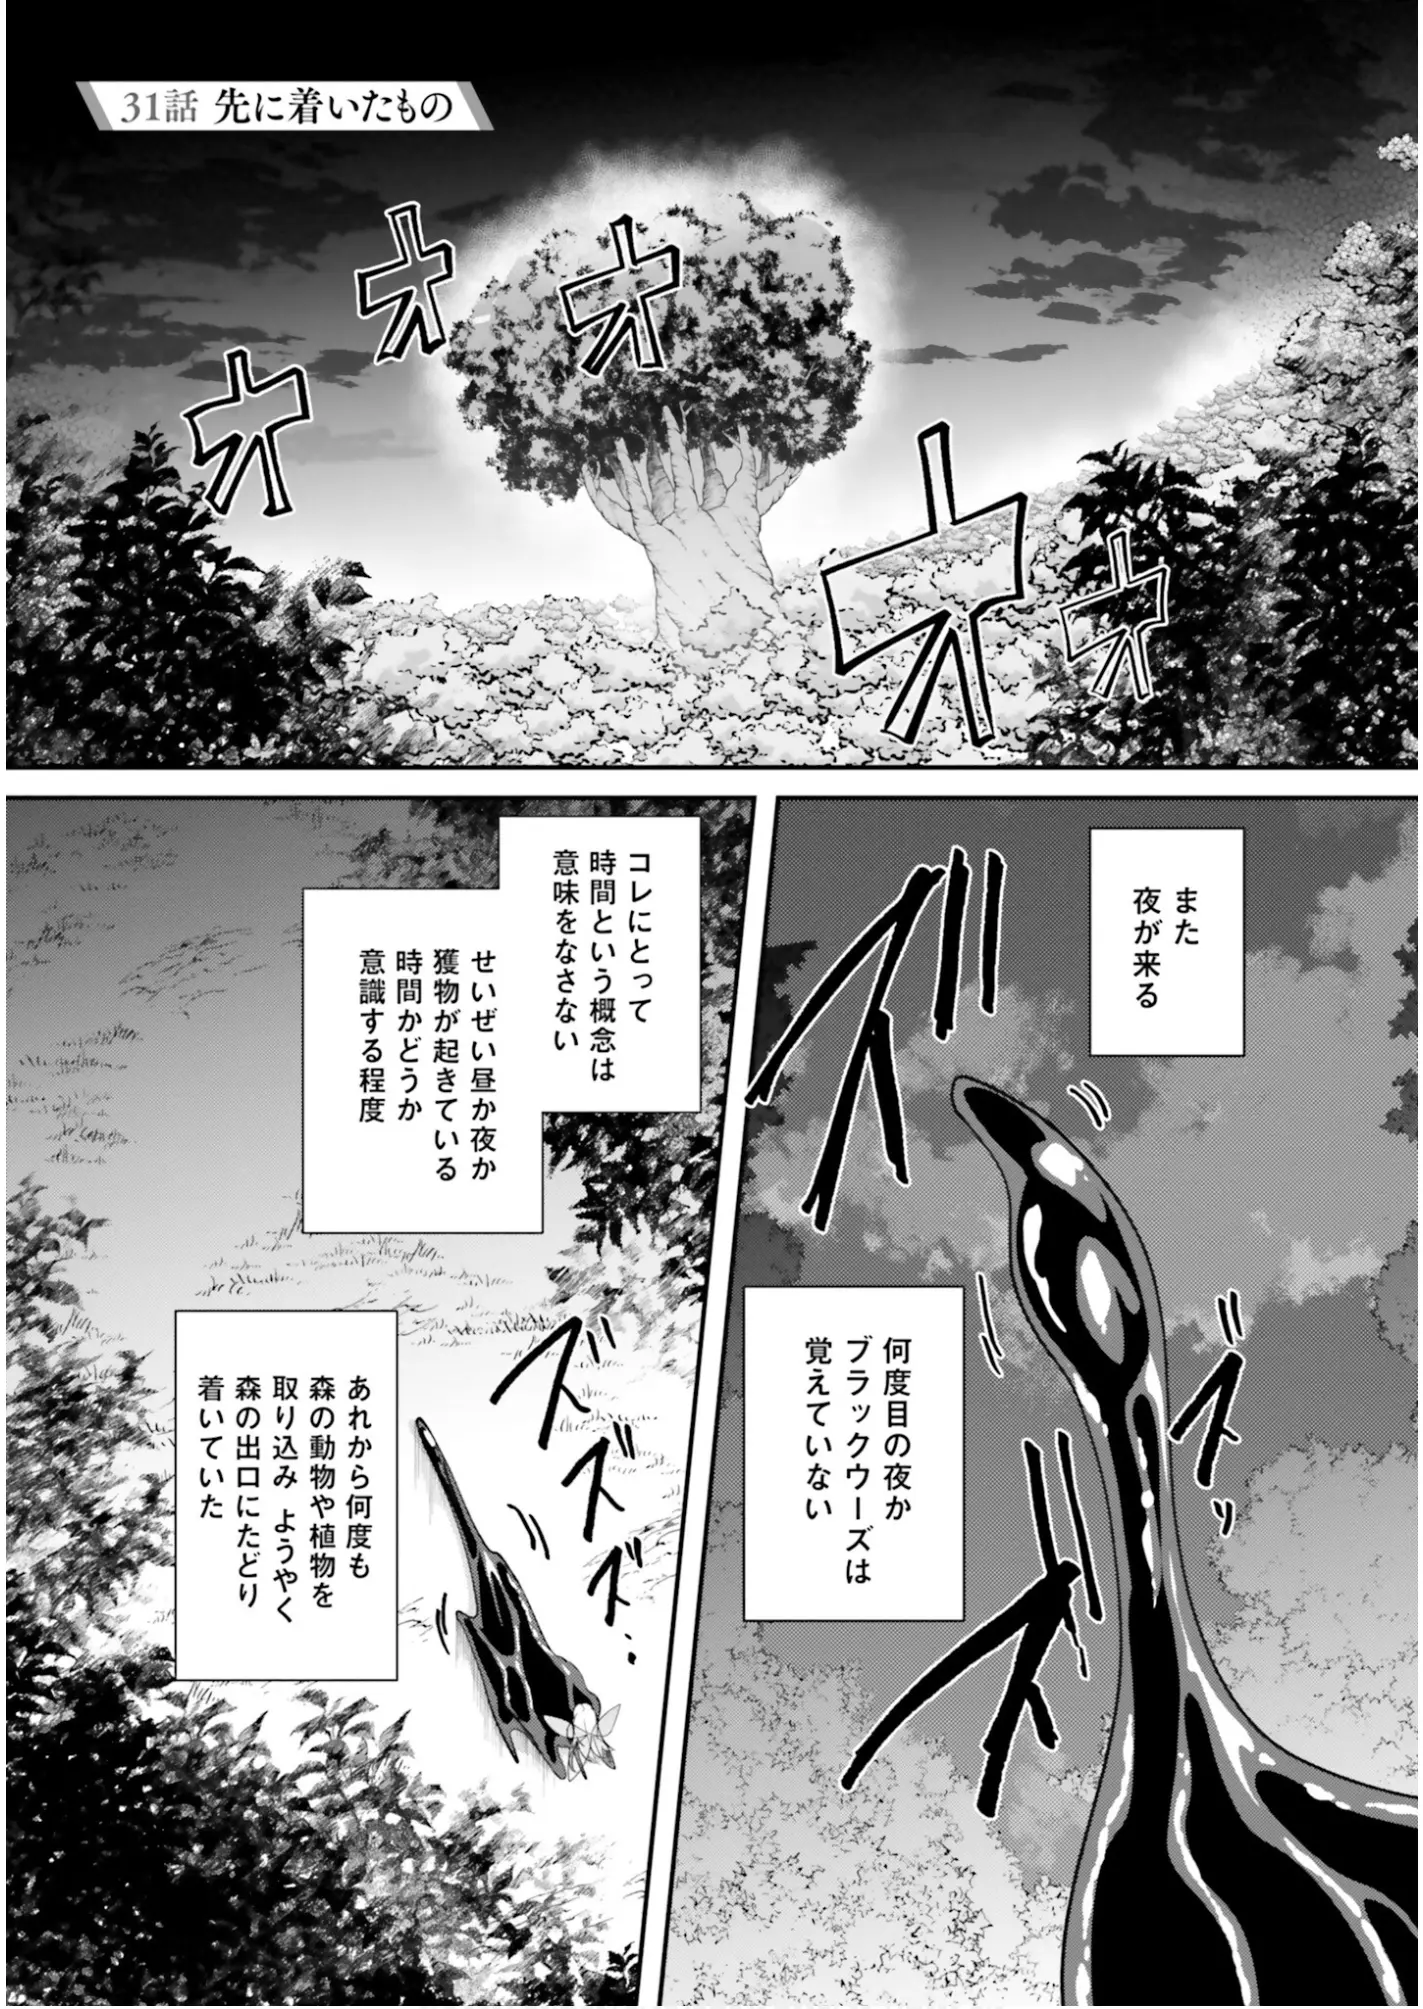 31話 先に着いたもの
オ
オ
オ
オ
オ
また
夜が来る
ズズ
ズッ
ズ
何度目の夜か
ブラックウーズは
覚えていない
コレにとって
時間という概念は
意味をなさない
せいぜい昼か夜か
獲物が起きている
時間かどうか
意識する程度
ズズズ…
あれから何度も
森の動物や植物を
取り込み ようやく
森の出口にたどり
着いていた